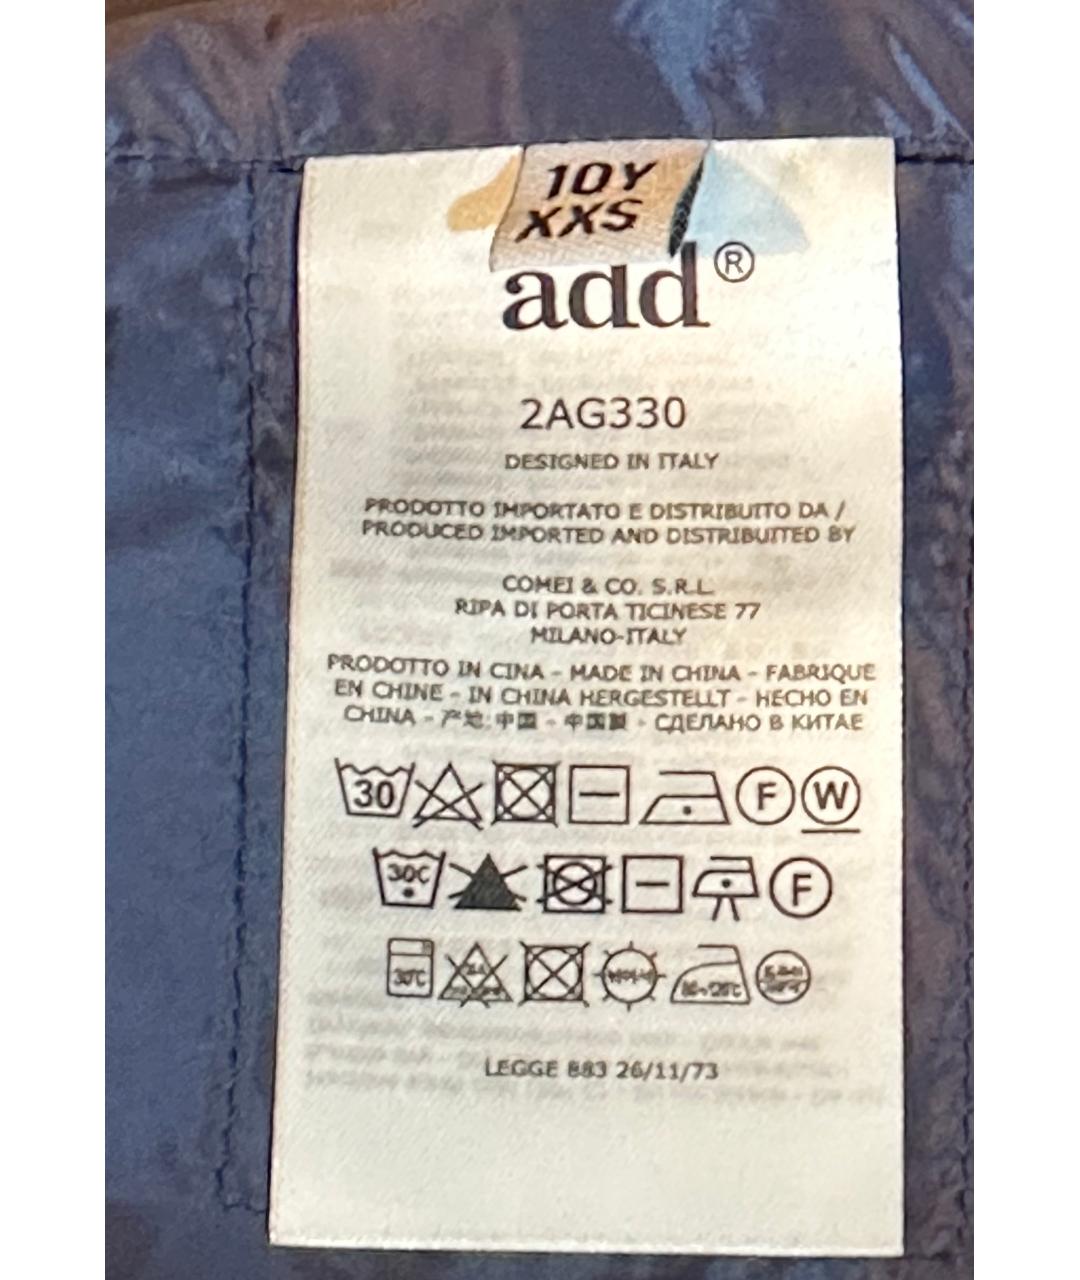 10Y
XXS
add®
2AG330
DESIGNED IN ITALY
PRODOTTO IMPORTATO E DISTRIBUITO DA /
PRODUCED IMPORTED AND DISTRIBUITED BY
COMEI & CO. S.R.L.
RIPA DI PORTA TICINESE 77
MILANO-ITALY
PRODOTTO IN CINA - MADE IN CHINA - FABRIQUE
EN CHINE - IN CHINA HERGESTELLT - HECHO EN
CHINA - 产地:中国 - 中国製 - СДЕЛАНО В КИТАЕ
30 F W
30C F
30°C
LEGGE 883 26/11/73